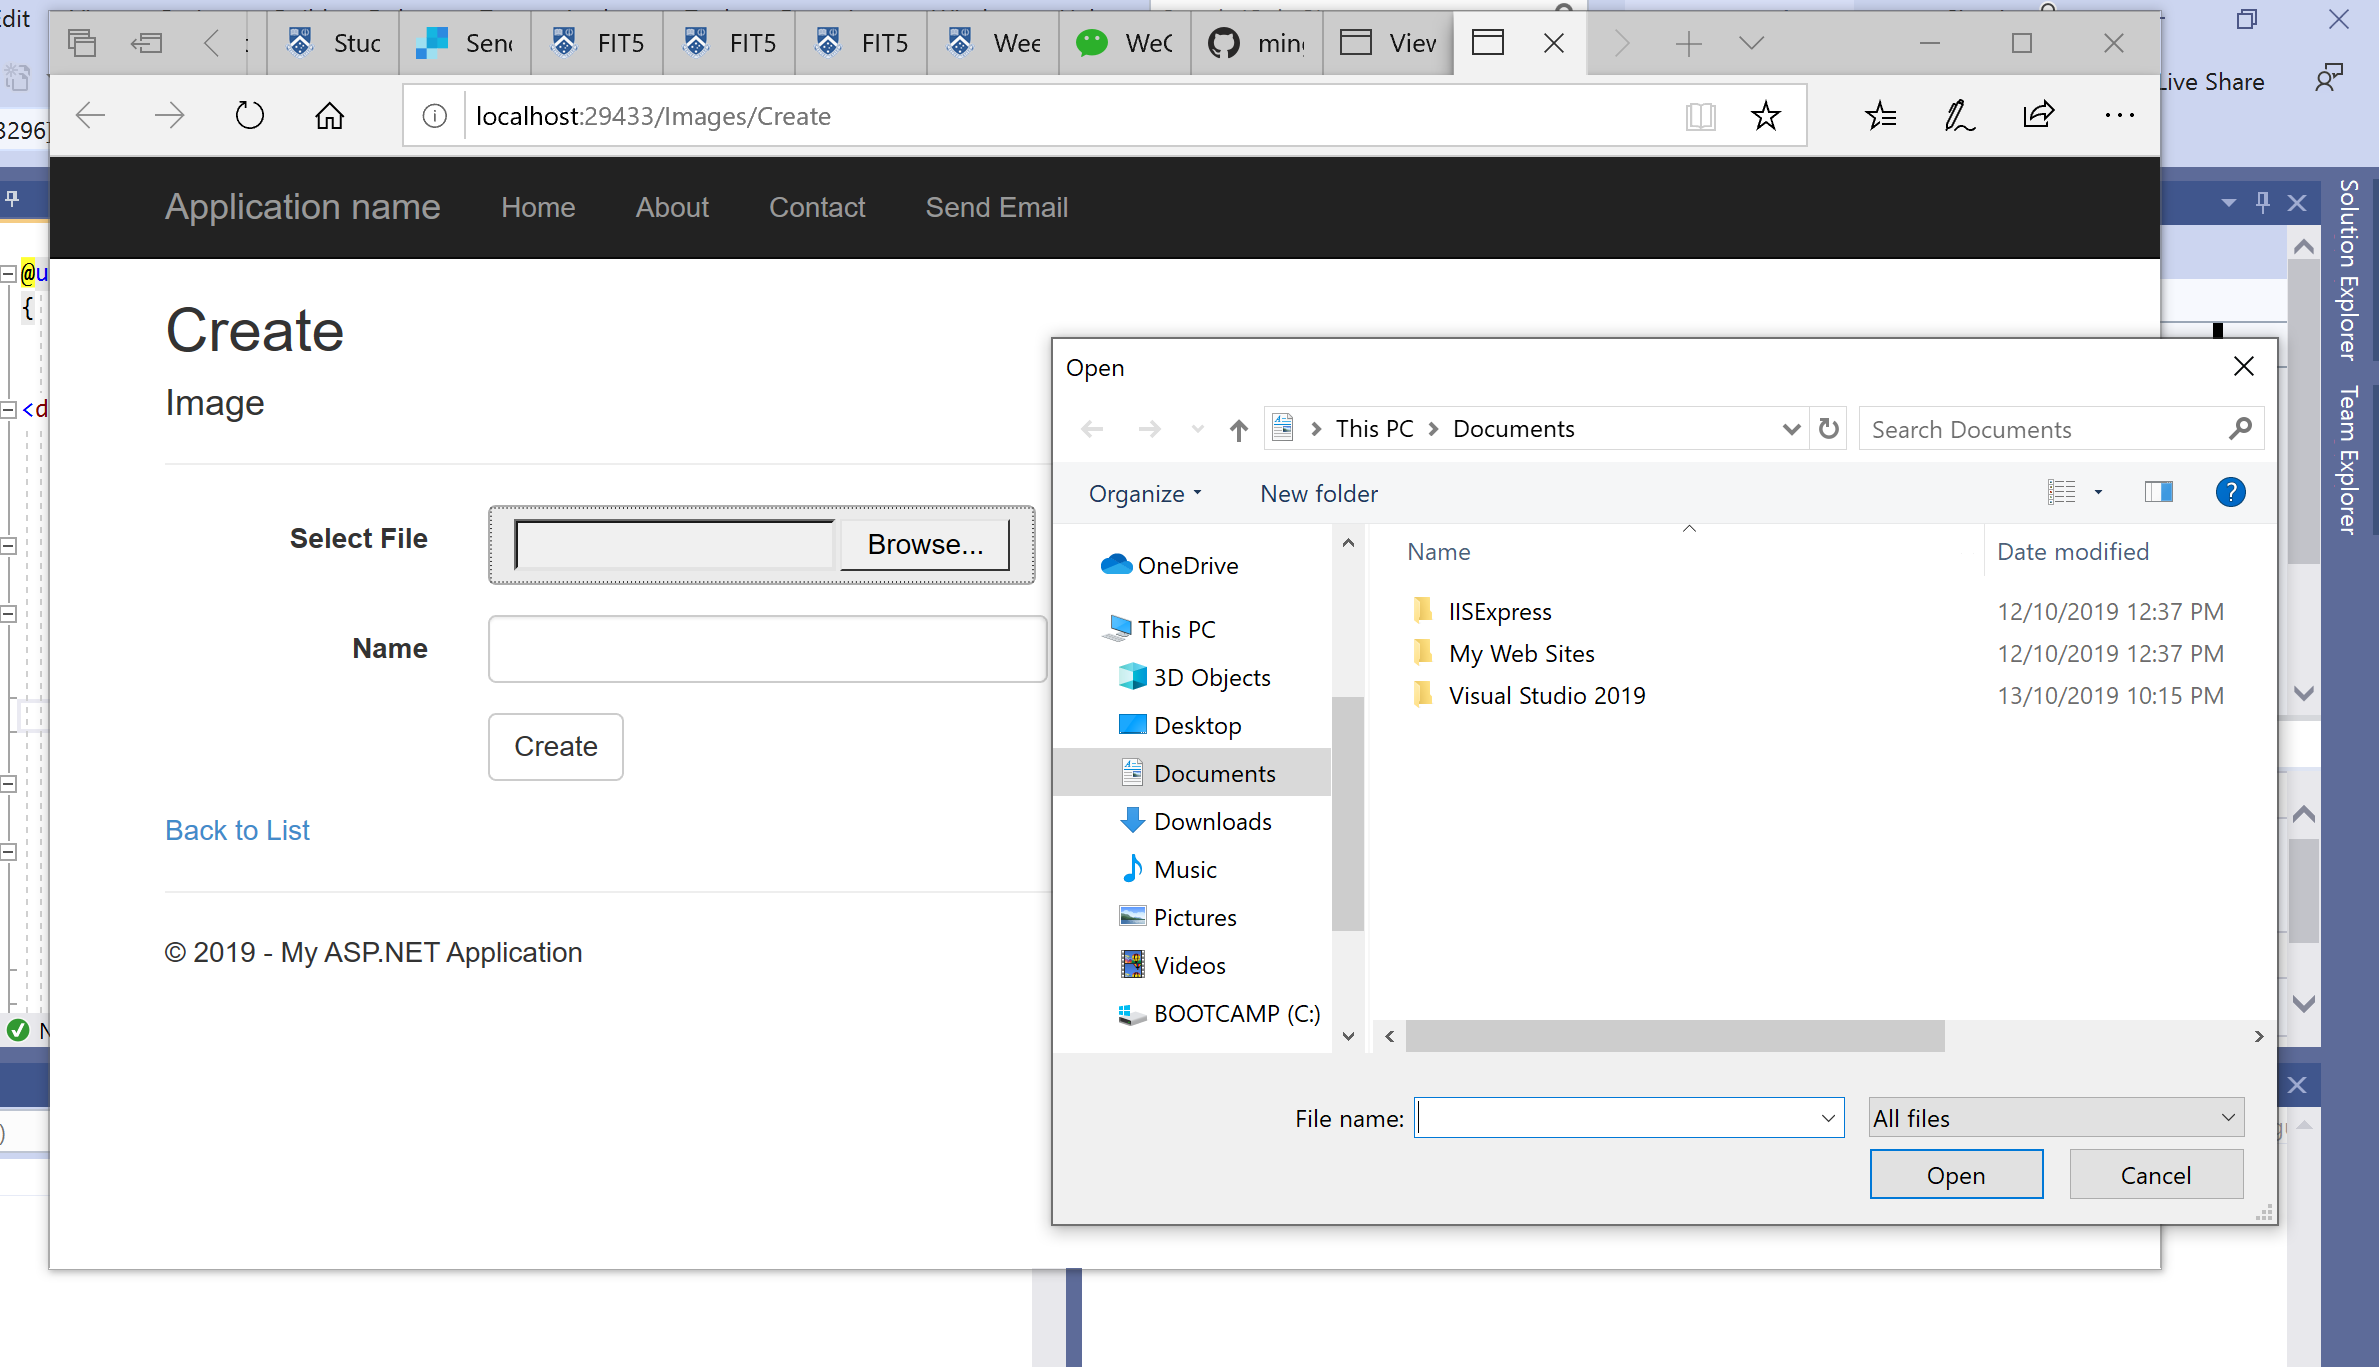 Edit
Stuc
Senc
FIT5
FIT5
FIT5
Wee
WeC
ming
View
Live Share
3296]
localhost:29433/Images/Create
Application name
Home
About
Contact
Send Email
@u
{
<d
Create
Image
Select File
Browse...
Name
Create
Back to List
© 2019 - My ASP.NET Application
Open
This PC
Documents
Search Documents
Organize
New folder
?
Name
Date modified
OneDrive
This PC
3D Objects
Desktop
Documents
Downloads
Music
Pictures
Videos
BOOTCAMP (C:)
IISExpress 12/10/2019 12:37 PM
My Web Sites 12/10/2019 12:37 PM
Visual Studio 2019 13/10/2019 10:15 PM
File name:
All files
Open
Cancel
Solution Explorer
Team Explorer
N
)